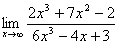 lim x→∞ (2x³ + 7x² − 2)/(6x³ − 4x + 3)